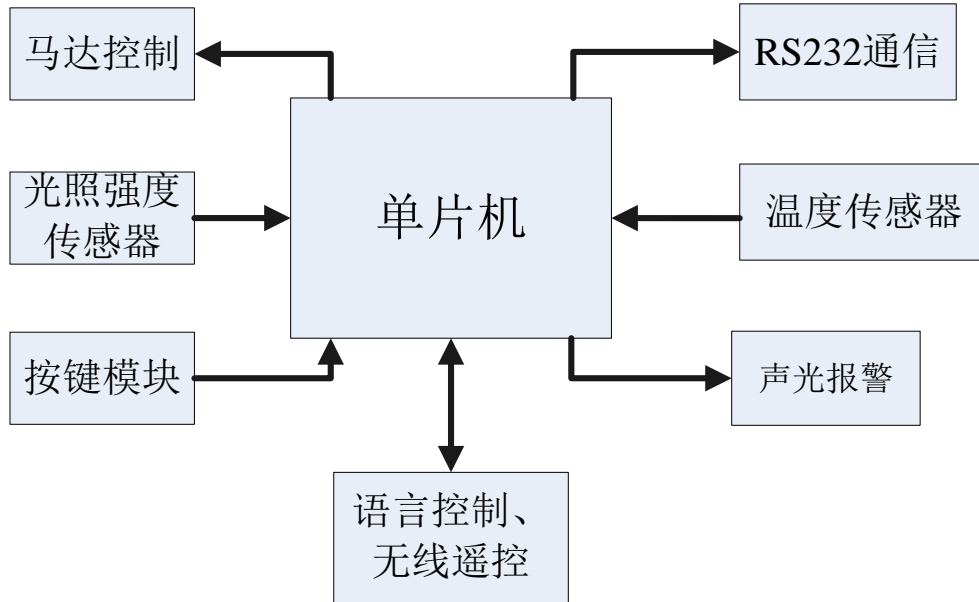 马达控制
RS232通信
光照强度
传感器
单片机
温度传感器
按键模块
声光报警
语言控制、
无线遥控